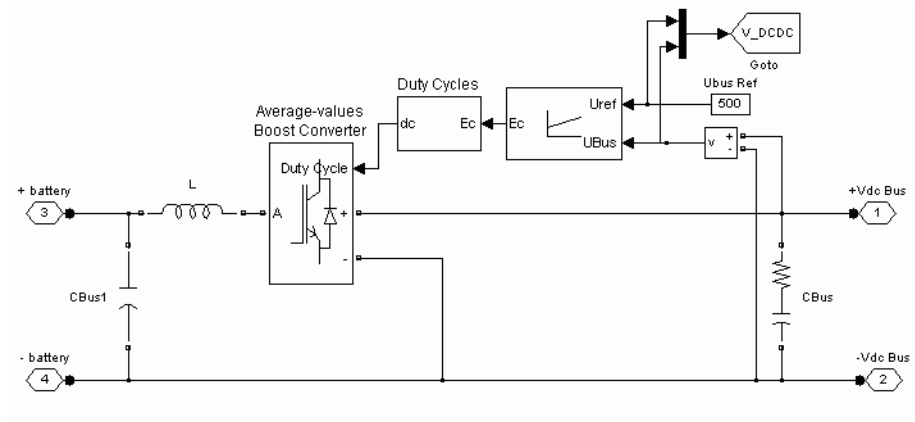 V_DCDC
Goto
Ubus Ref
500
Duty Cycles
dc
Ec
Ec
Uref
UBus
v
+
-
Average-values
Boost Converter
Duty Cycle
A
+
-
L
+ battery
3
+Vdc Bus
1
CBus1
CBus
- battery
4
-Vdc Bus
2